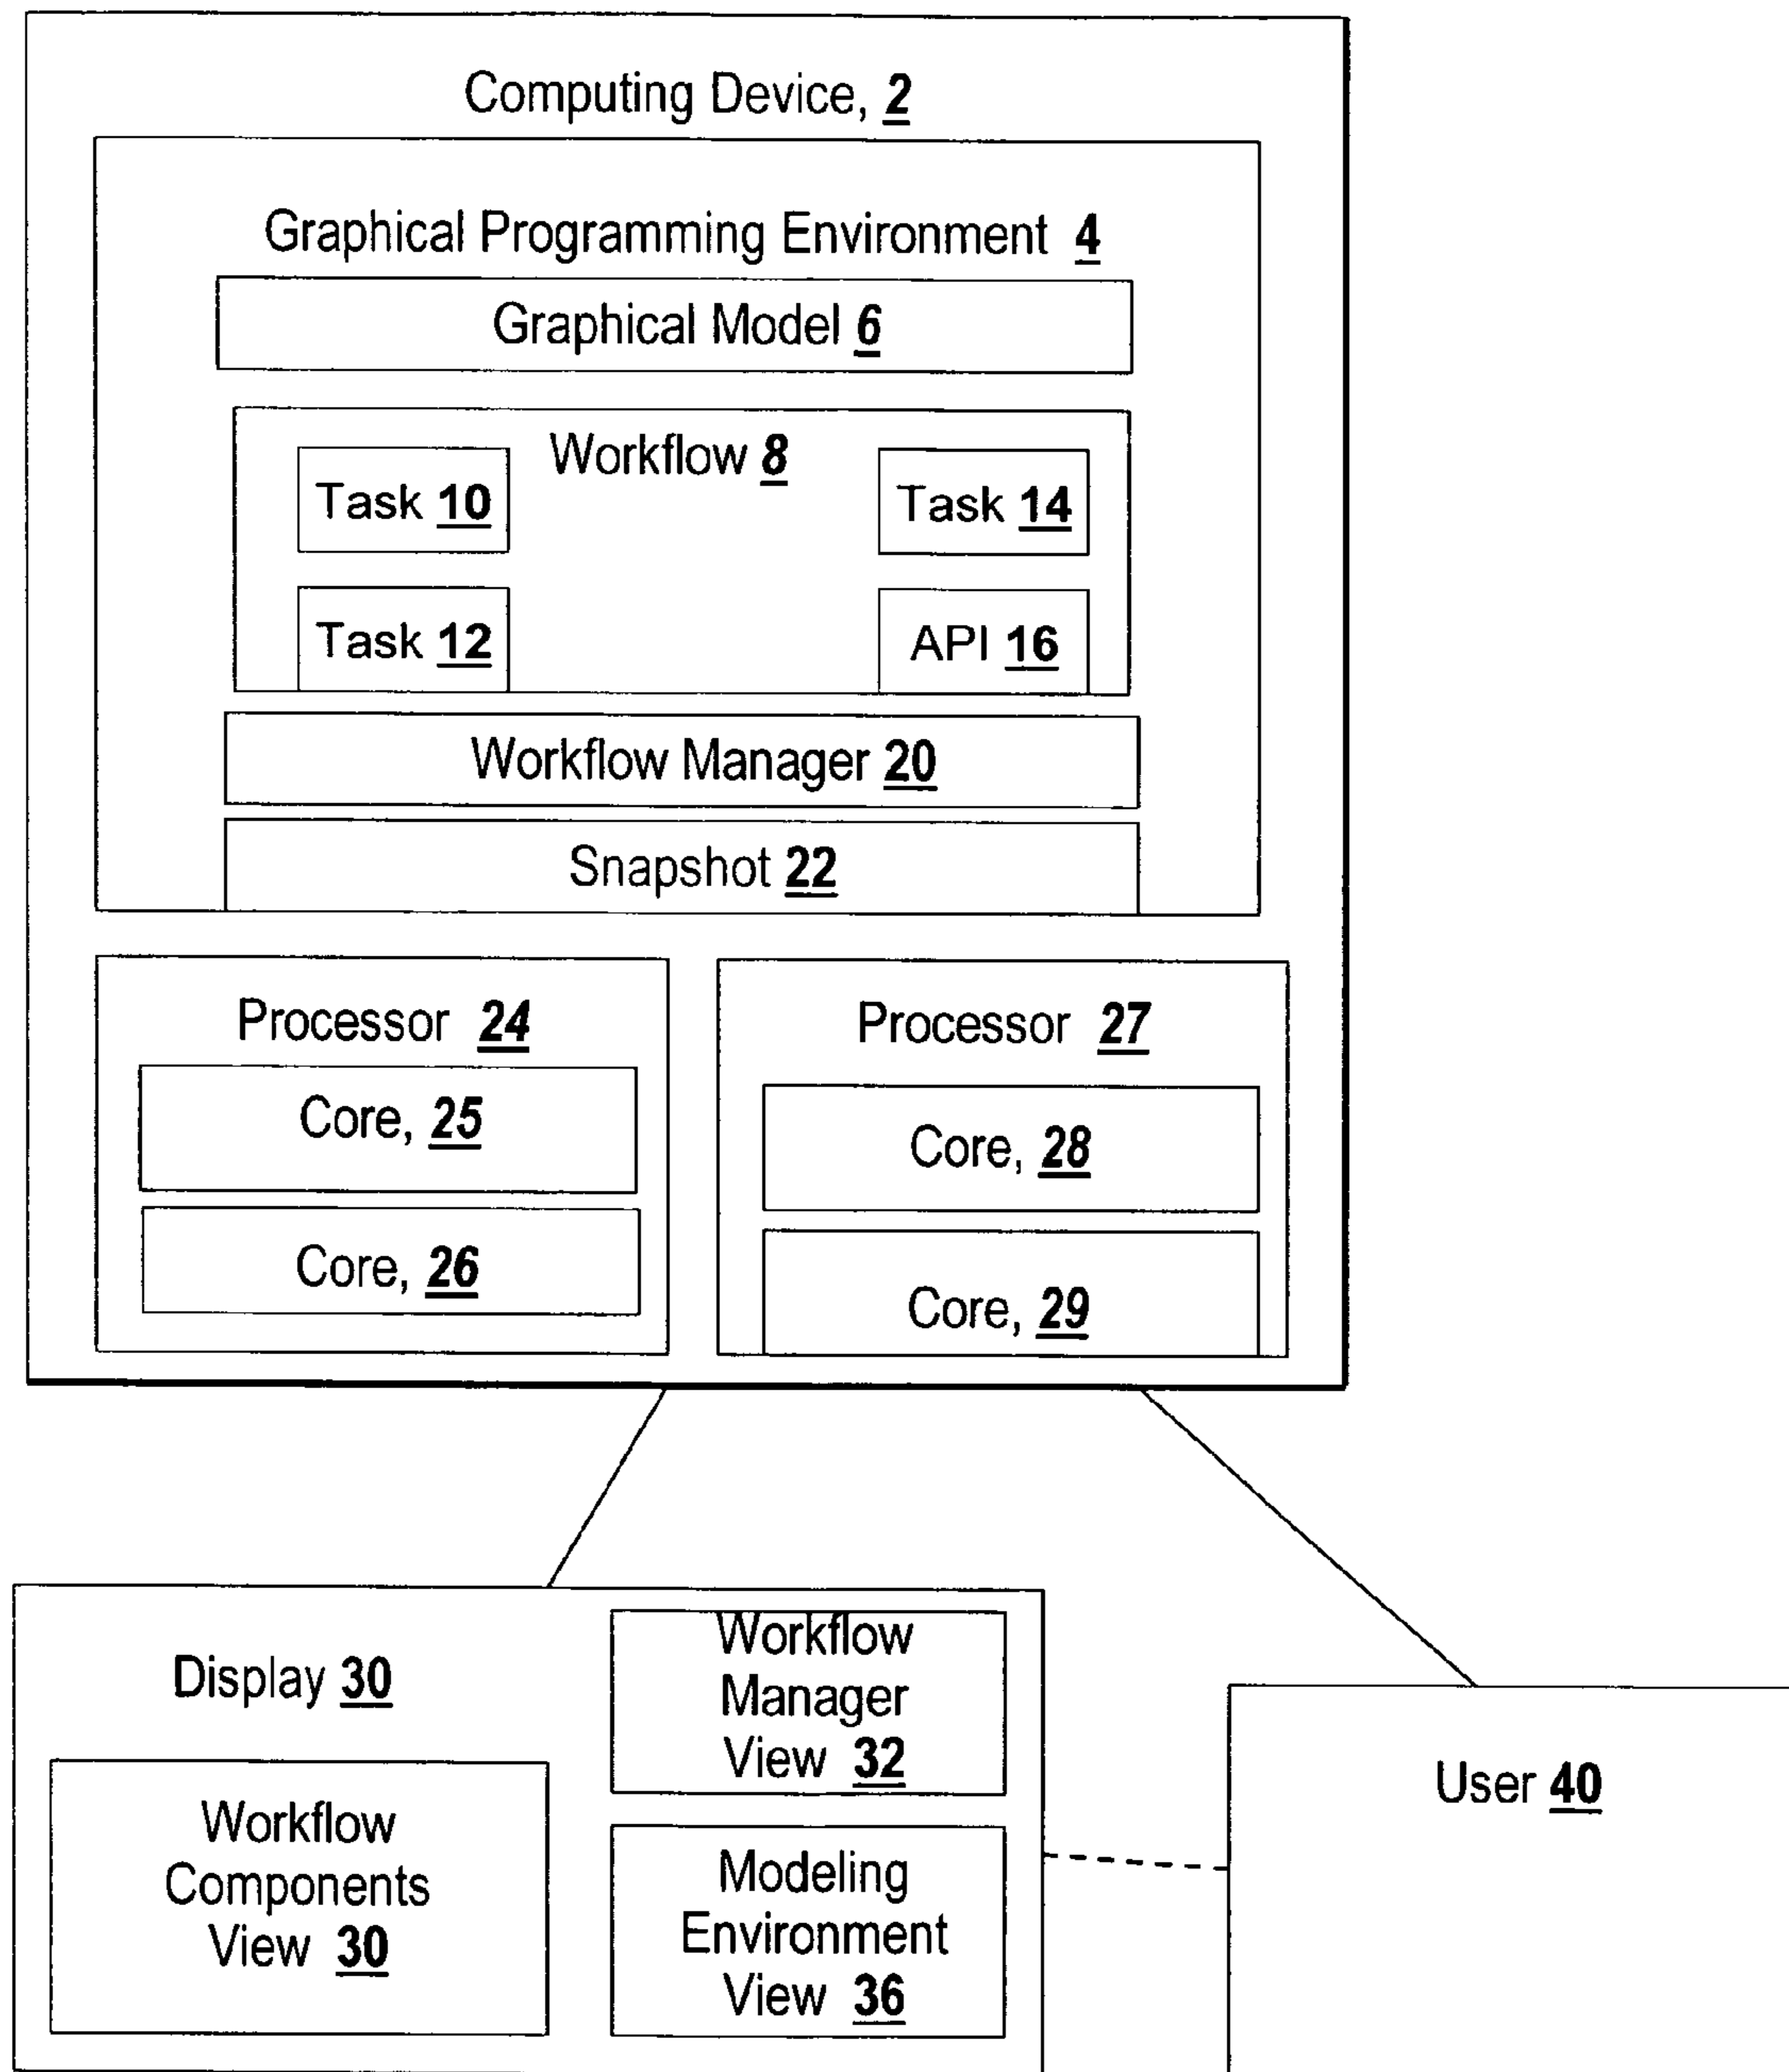 Computing Device, 2
Graphical Programming Environment 4
Graphical Model 6
Workflow 8
Task 10
Task 14
Task 12
API 16
Workflow Manager 20
Snapshot 22
Processor 24
Core, 25
Core, 26
Processor 27
Core, 28
Core, 29
Display 30
Workflow
Manager
View 32
Workflow
Components
View 30
Modeling
Environment
View 36
User 40